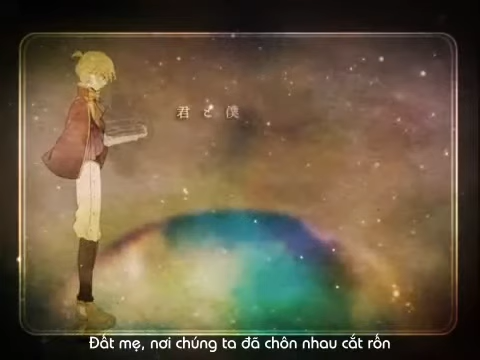 君と僕
Đất mẹ, nơi chúng ta đã chôn nhau cắt rốn